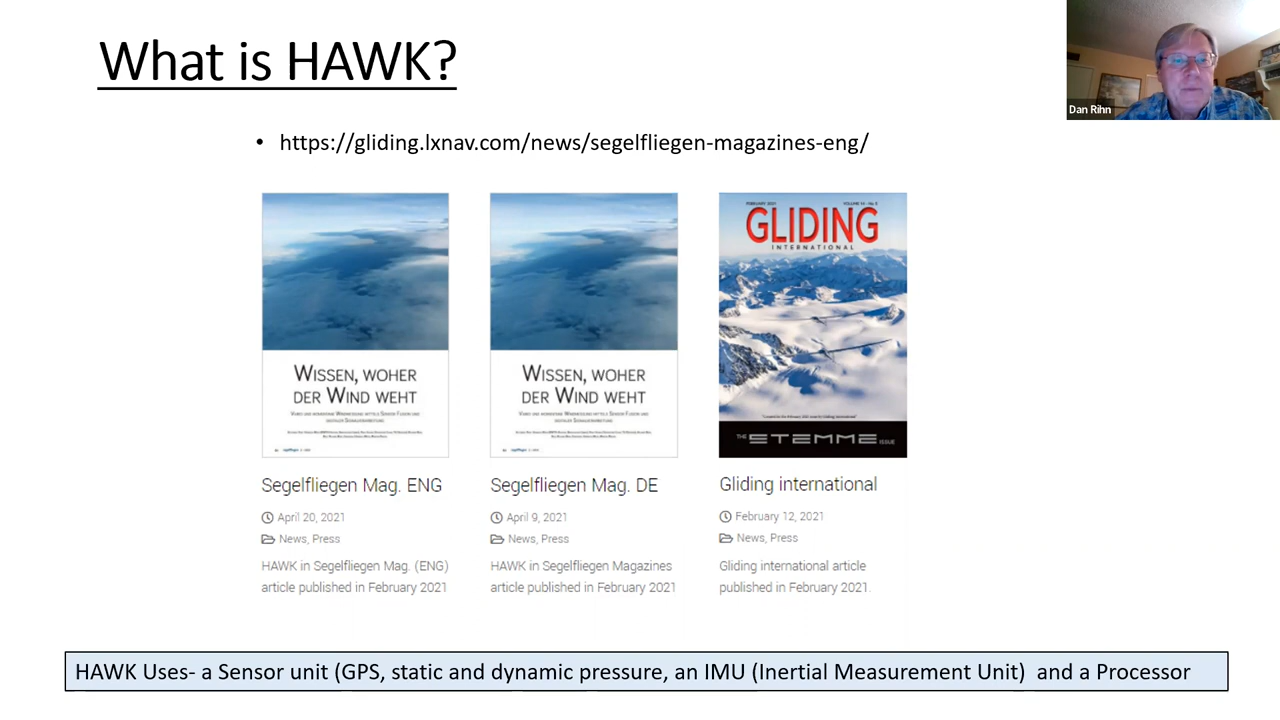 What is HAWK?
Dan Rihn
• https://gliding.lxnav.com/news/segelfliegen-magazines-eng/
WISSEN, WOHER
DER WIND WEHT
WISSEN, WOHER
DER WIND WEHT
FEBRUARY 2021
GLIDING
INTERNATIONAL
THE STEMME ISSUE
Segelfliegen Mag. ENG
April 20, 2021
News, Press
HAWK in Segelfliegen Mag. (ENG)
article published in February 2021
Segelfliegen Mag. DE
April 9, 2021
News, Press
HAWK in Segelfliegen Magazines
article published in February 2021
Gliding international
February 12, 2021
News, Press
Gliding international article
published in February 2021.
HAWK Uses- a Sensor unit (GPS, static and dynamic pressure, an IMU (Inertial Measurement Unit)  and a Processor